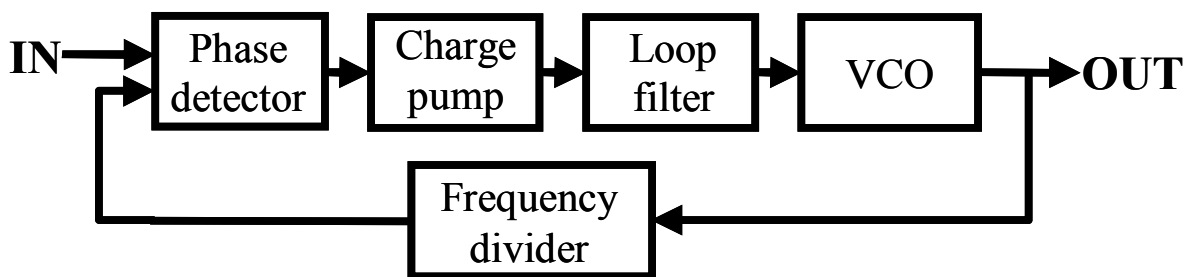 IN
Phase
detector
Charge
pump
Loop
filter
VCO
OUT
Frequency
divider